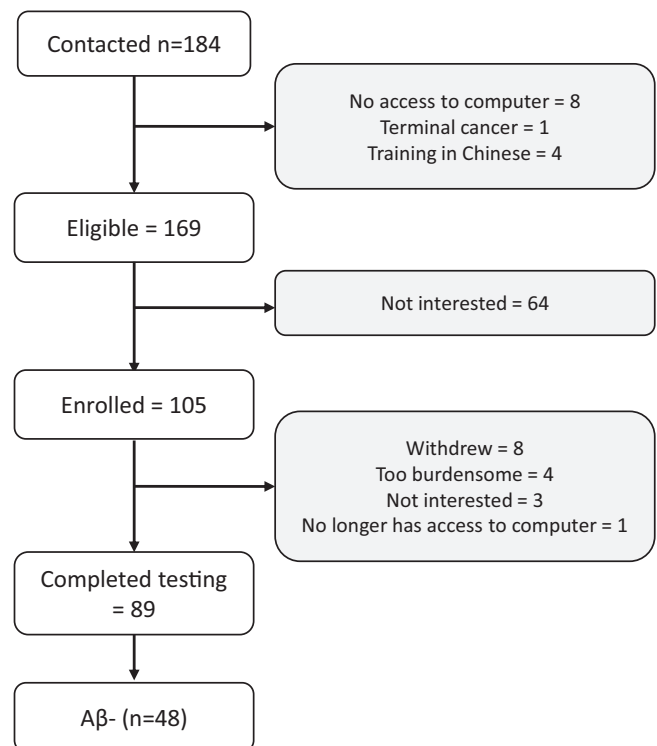 Contacted n=184
No access to computer = 8
Terminal cancer = 1
Training in Chinese = 4
Eligible = 169
Not interested = 64
Enrolled = 105
Withdrew = 8
Too burdensome = 4
Not interested = 3
No longer has access to computer = 1
Completed testing
= 89
Aβ- (n=48)